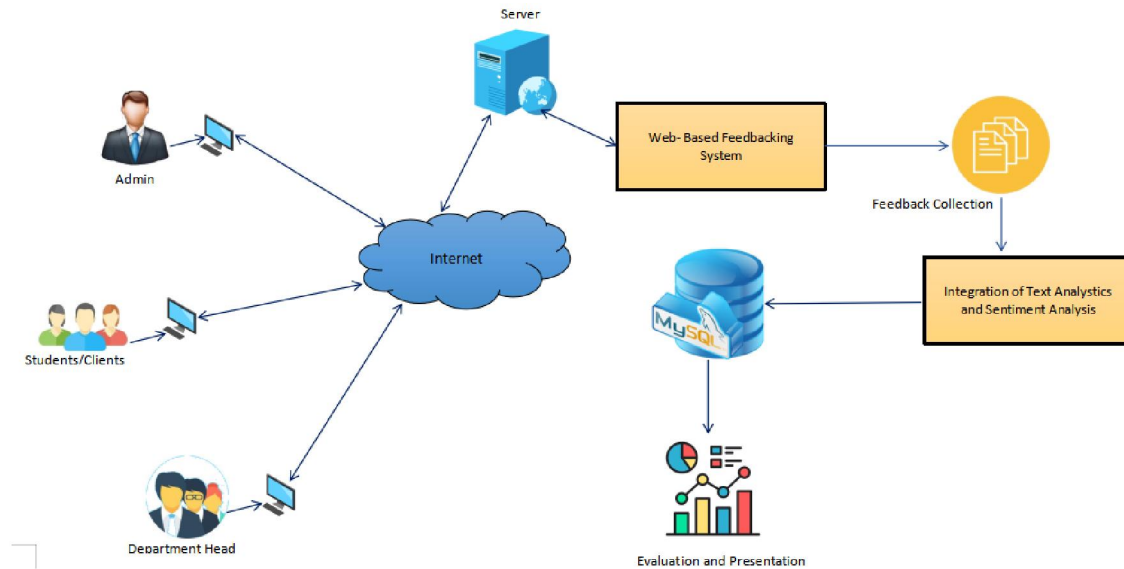 Server
Admin
Web- Based Feedbacking
System
Feedback Collection
Internet
Integration of Text Analystics
and Sentiment Analysis
MySQL
Students/Clients
Department Head
Evaluation and Presentation